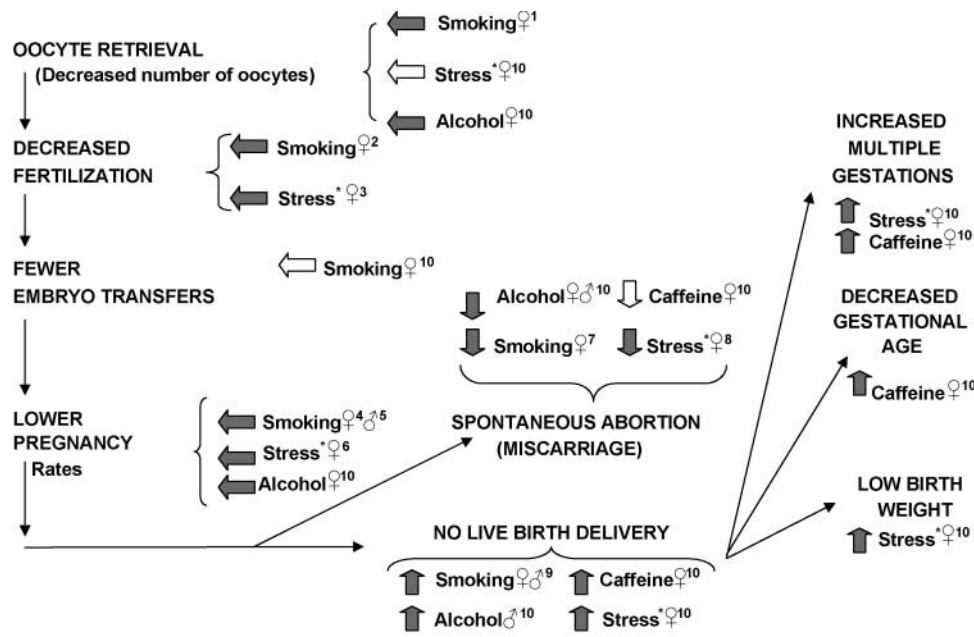 OOCYTE RETRIEVAL
(Decreased number of oocytes)
Smoking♀1
Stress*♀10
Alcohol♀10
DECREASED
FERTILIZATION
Smoking♀2
Stress*♀3
FEWER
EMBRYO TRANSFERS
Smoking♀10
LOWER
PREGNANCY
Rates
Smoking♀4♂5
Stress*♀6
Alcohol♀10
Alcohol♀♂10
Caffeine♀10
Smoking♀7
Stress*♀8
SPONTANEOUS ABORTION
(MISCARRIAGE)
NO LIVE BIRTH DELIVERY
Smoking♀♂9
Caffeine♀10
Alcohol♂10
Stress*♀10
INCREASED
MULTIPLE
GESTATIONS
Stress*♀10
Caffeine♀10
DECREASED
GESTATIONAL
AGE
Caffeine♀10
LOW BIRTH
WEIGHT
Stress*♀10